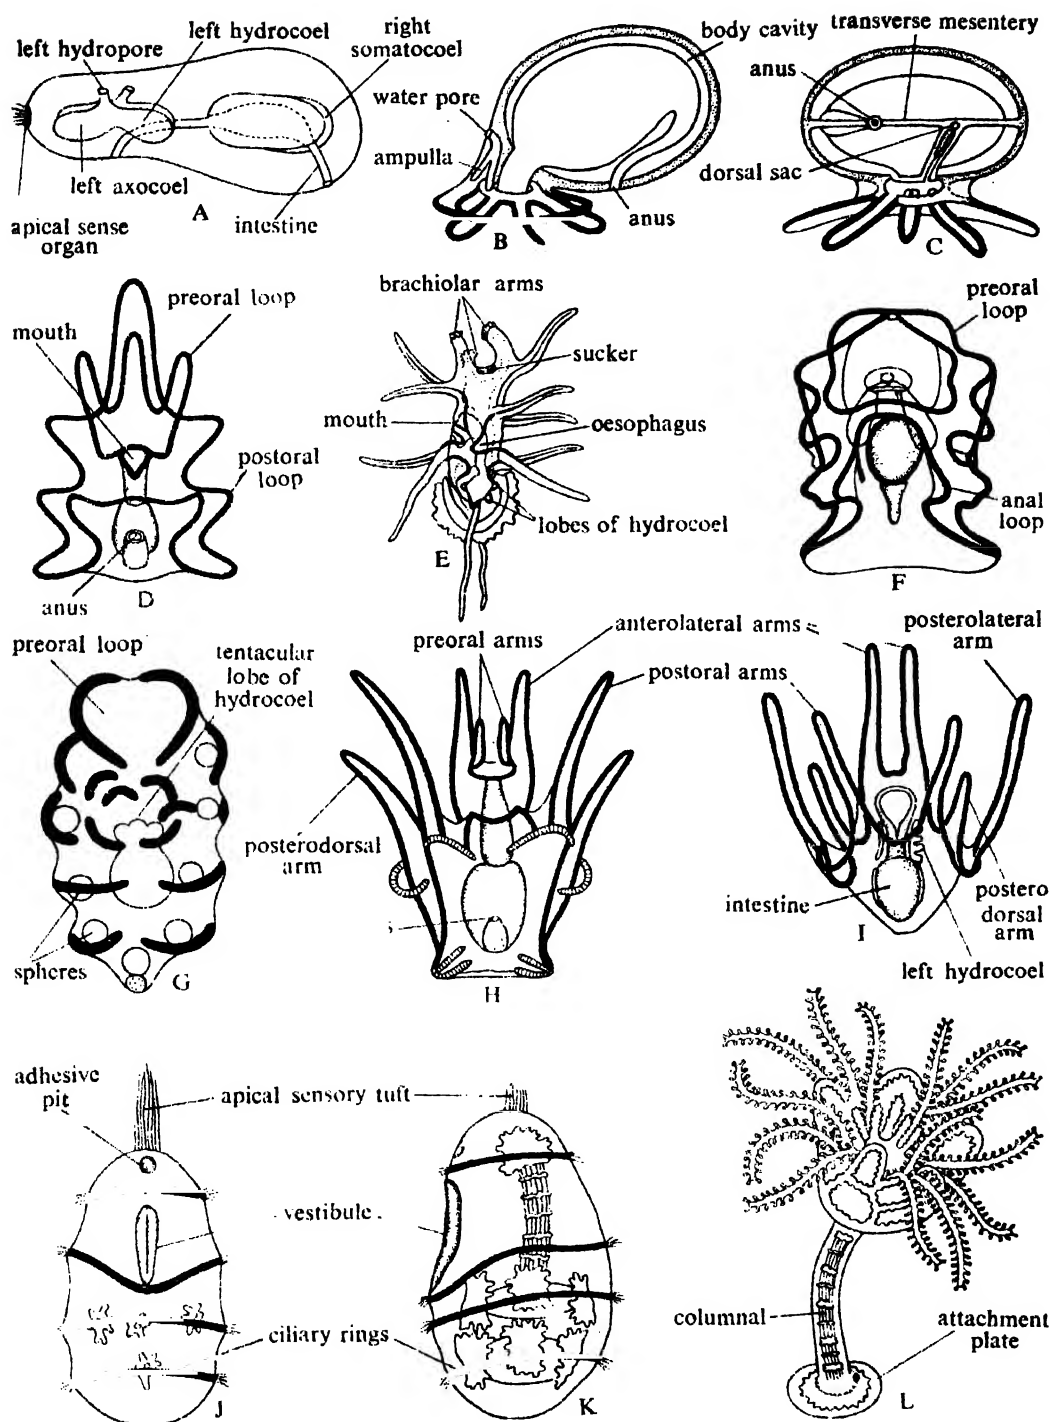 left hydropore
left hydrocoel
right
somatocoel
left axocoel
apical sense
organ
intestine
A
body cavity
water pore
ampulla
anus
B
transverse mesentery
anus
dorsal sac
C
preoral loop
mouth
postoral
loop
anus
D
brachiolar arms
sucker
mouth
oesophagus
lobes of hydrocoel
E
preoral
loop
anal
loop
F
preoral loop
tentacular
lobe of
hydrocoel
spheres
G
preoral arms
anterolateral arms
postoral arms
posterodorsal
arm
s
H
posterolateral
arm
intestine
postero
dorsal
arm
left hydrocoel
I
adhesive
pit
apical sensory tuft
vestibule
ciliary rings
J
K
columnal
attachment
plate
L